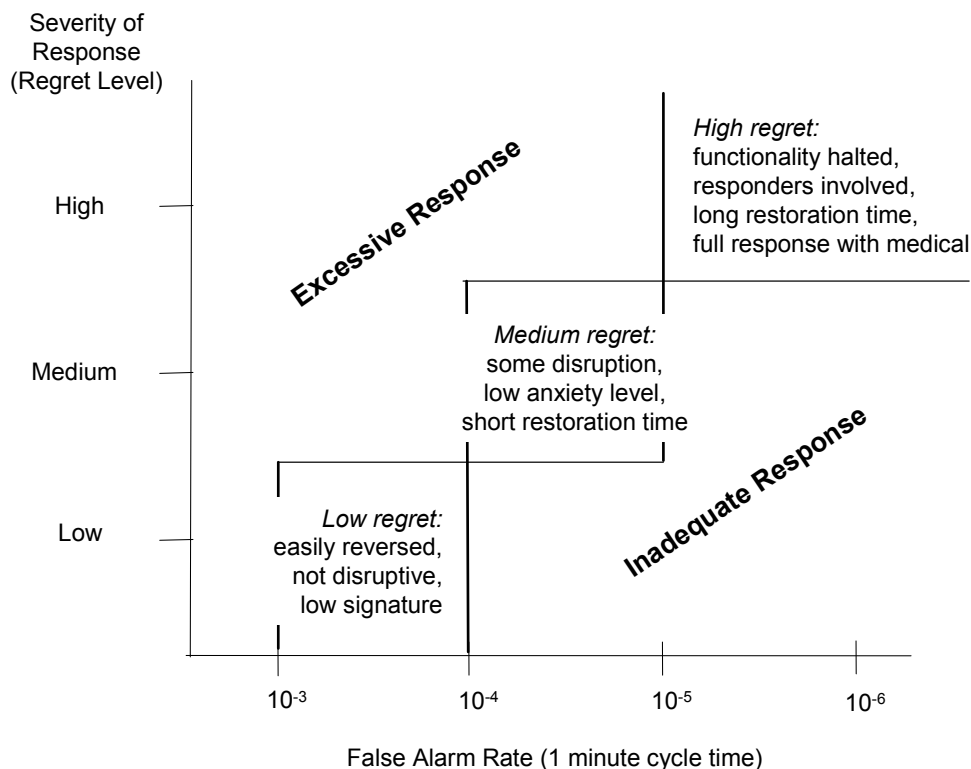 Severity of
Response
(Regret Level)
High
Medium
Low
Excessive Response
High regret:
functionality halted,
responders involved,
long restoration time,
full response with medical
Medium regret:
some disruption,
low anxiety level,
short restoration time
Low regret:
easily reversed,
not disruptive,
low signature
Inadequate Response
10-3
10-4
10-5
10-6
False Alarm Rate (1 minute cycle time)